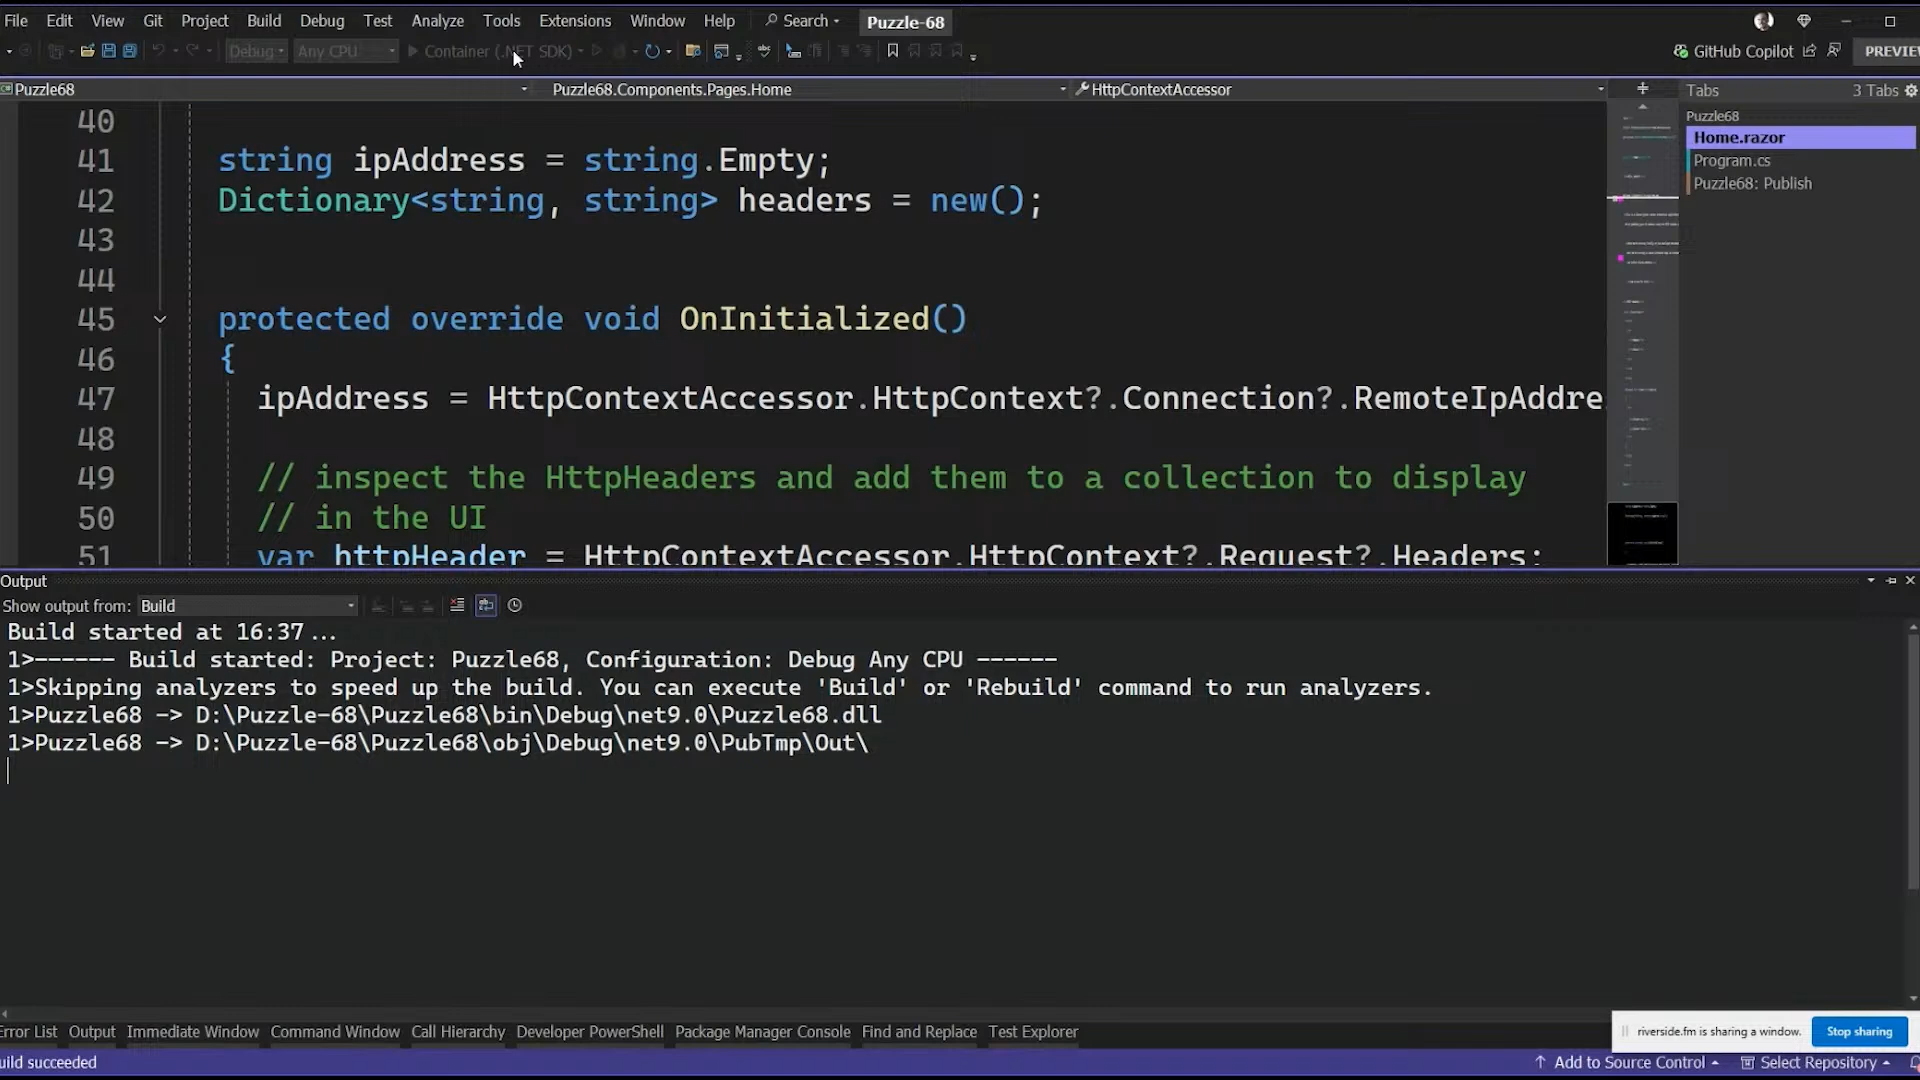 File Edit View Git Project Build Debug Test Analyze Tools Extensions Window Help Search Puzzle-68
Debug Any CPU Container (.NET SDK) GitHub Copilot PREVIE
Puzzle68 Puzzle68.Components.Pages.Home HttpContextAccessor Tabs 3 Tabs
Puzzle68
Home.razor
Program.cs
Puzzle68: Publish
40
41 string ipAddress = string.Empty;
42 Dictionary<string, string> headers = new();
43
44
45 protected override void OnInitialized()
46 {
47 ipAddress = HttpContextAccessor.HttpContext?.Connection?.RemoteIpAddre
48
49 // inspect the HttpHeaders and add them to a collection to display
50 // in the UI
51 var httpHeader = HttpContextAccessor.HttpContext?.Request?.Headers;
Output
Show output from: Build
Build started at 16:37...
1>------ Build started: Project: Puzzle68, Configuration: Debug Any CPU ------
1>Skipping analyzers to speed up the build. You can execute 'Build' or 'Rebuild' command to run analyzers.
1>Puzzle68 -> D:\Puzzle-68\Puzzle68\bin\Debug\net9.0\Puzzle68.dll
1>Puzzle68 -> D:\Puzzle-68\Puzzle68\obj\Debug\net9.0\PubTmp\Out\
Error List Output Immediate Window Command Window Call Hierarchy Developer PowerShell Package Manager Console Find and Replace Test Explorer
riverside.fm is sharing a window. Stop sharing
uild succeeded Add to Source Control Select Repository